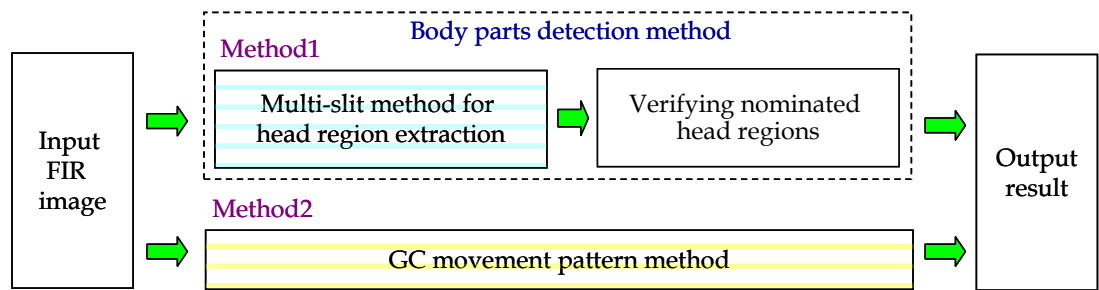 Input
FIR
image
Body parts detection method
Method1
Multi-slit method for
head region extraction
Verifying nominated
head regions
Method2
GC movement pattern method
Output
result